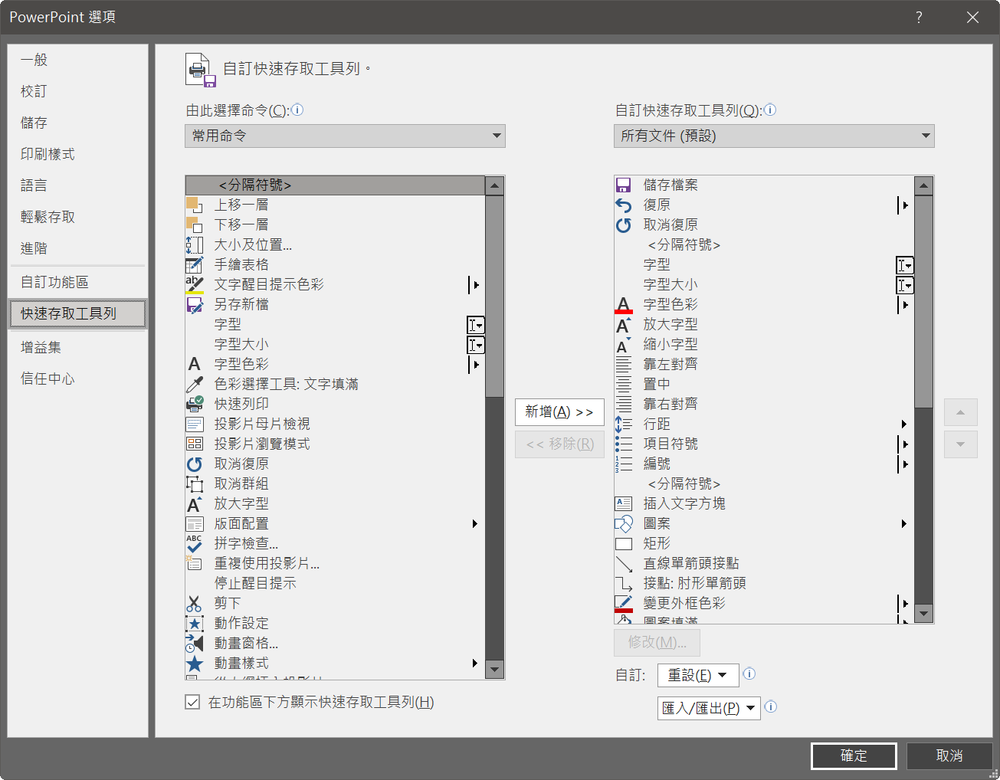 PowerPoint 選項
?
一般
校訂
儲存
印刷樣式
語言
輕鬆存取
進階
自訂功能區
快速存取工具列
增益集
信任中心
自訂快速存取工具列。
由此選擇命令(C):
常用命令
<分隔符號>
上移一層
下移一層
大小及位置...
手繪表格
文字醒目提示色彩
另存新檔
字型
字型大小
字型色彩
色彩選擇工具: 文字填滿
快速列印
投影片母片檢視
投影片瀏覽模式
取消復原
取消群組
放大字型
版面配置
拼字檢查...
重複使用投影片...
停止醒目提示
剪下
動作設定
動畫窗格...
動畫樣式
在功能區下方顯示快速存取工具列(H)
新增(A) >>
<< 移除(R)
自訂快速存取工具列(Q):
所有文件 (預設)
儲存檔案
復原
取消復原
<分隔符號>
字型
字型大小
字型色彩
放大字型
縮小字型
靠左對齊
置中
靠右對齊
行距
項目符號
編號
<分隔符號>
插入文字方塊
圖案
矩形
直線單箭頭接點
接點: 肘形單箭頭
變更外框色彩
圖案填滿
修改(M)...
自訂:
重設(E)
匯入/匯出(P)
確定
取消